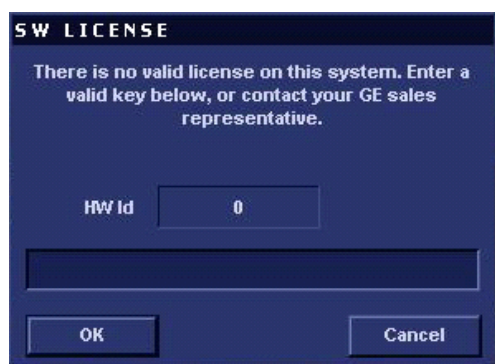 SW LICENSE
There is no valid license on this system. Enter a
valid key below, or contact your GE sales
representative.
HW Id 0
OK Cancel